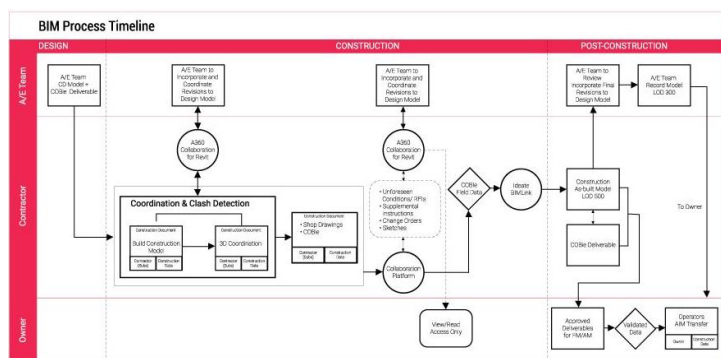 BIM Process Timeline
DESIGN
CONSTRUCTION
POST-CONSTRUCTION
A/E Team
A/E Team
CD Model +
COBie Deliverable
A/E Team to
Incorporate and
Coordinate
Revisions to
Design Model
A/E Team to
Incorporate and
Coordinate
Revisions to
Design Model
A/E Team to
Review
Incorporate Final
Revisions to
Design Model
A/E Team
Record Model
LOD 300
Contractor
A360
Collaboration
for Revit
A360
Collaboration
for Revit
Coordination & Clash Detection
Construction Document
Build Construction
Model
Contractor
(Subs)
Construction
Data
Construction Document
3D Coordination
Contractor
(Subs)
Construction
Data
Construction Document
• Shop Drawings
• COBie
Contractor
(Subs)
Construction
Data
• Unforeseen
Conditions/ RFIs
• Supplemental
Instructions
• Change Orders
• Sketches
Collaboration
Platform
COBie
Field Data
Ideate
BIMLink
Construction
As-built Model
LOD 500
COBie Deliverable
To Owner
Owner
View/Read
Access Only
Approved
Deliverables
for FM/AM
Validated
Data
Operators
AIM Transfer
Owner
Construction
Data